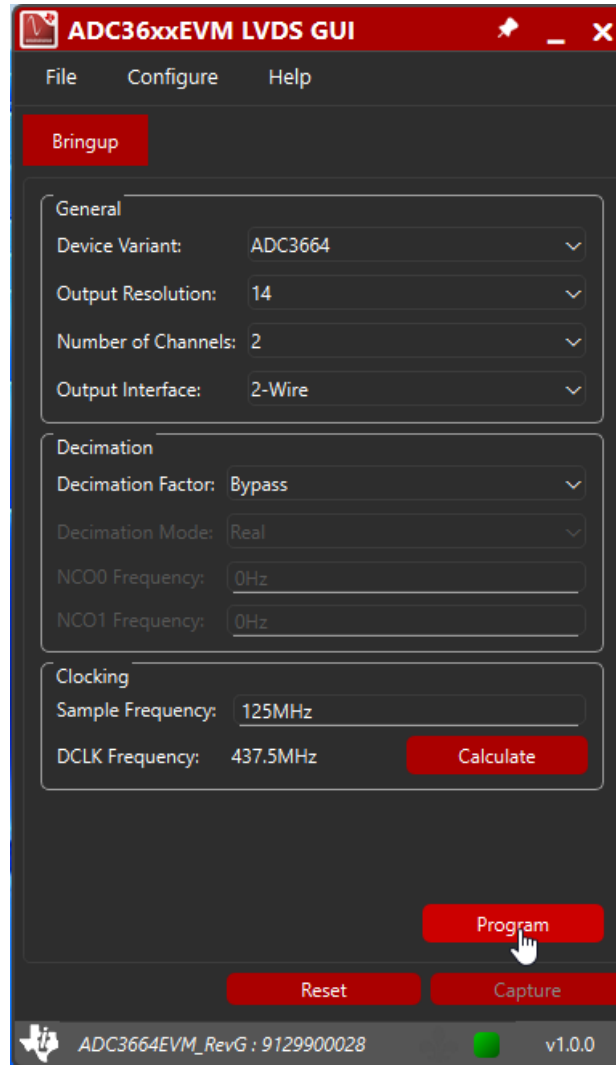 ADC36xxEVM LVDS GUI
File Configure Help
Bringup
General
Device Variant: ADC3664
Output Resolution: 14
Number of Channels: 2
Output Interface: 2-Wire
Decimation
Decimation Factor: Bypass
Decimation Mode: Real
NCO0 Frequency: 0Hz
NCO1 Frequency: 0Hz
Clocking
Sample Frequency: 125MHz
DCLK Frequency: 437.5MHz Calculate
Program
Reset Capture
ADC3664EVM_RevG : 9129900028 v1.0.0